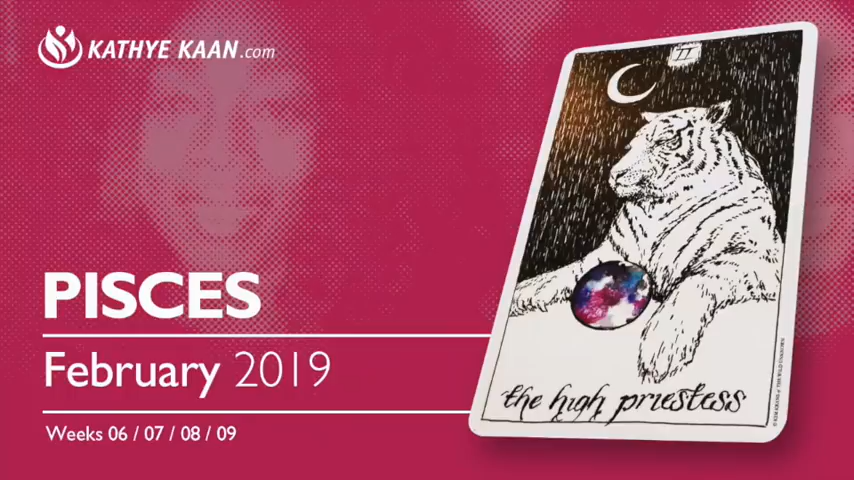 KATHYE KAAN.com
II
PISCES
February 2019
Weeks 06 / 07 / 08 / 09
the high priestess